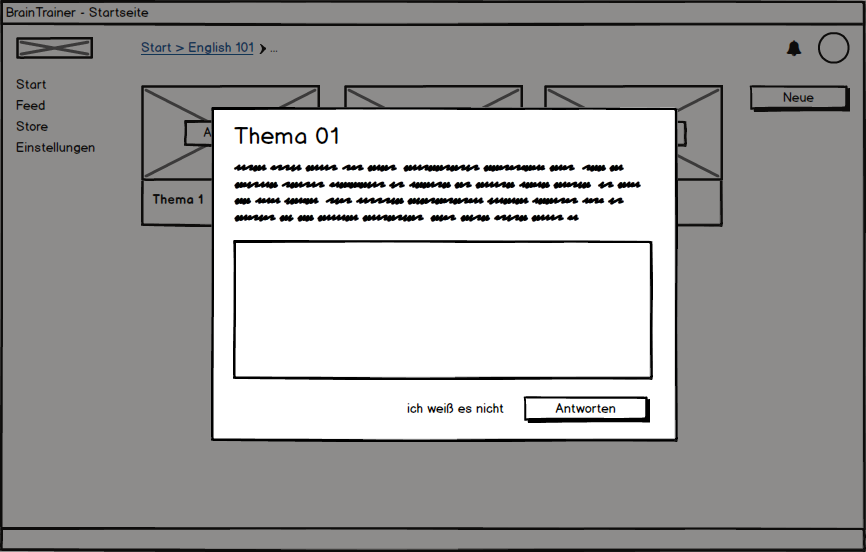 BrainTrainer - Startseite
Start > English 101 > ...
Start
Feed
Store
Einstellungen
Neue
A
Thema 1
Thema 01
ich weiß es nicht
Antworten